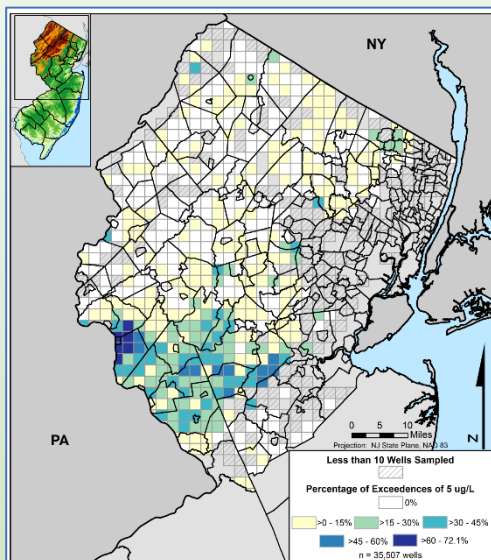 NY
PA
0 5 10
Miles
Projection: NJ State Plane, NAD 83
N
Less than 10 Wells Sampled
Percentage of Exceedences of 5 ug/L
0%
>0 - 15% >15 - 30% >30 - 45%
>45 - 60% >60 - 72.1%
n = 35,507 wells